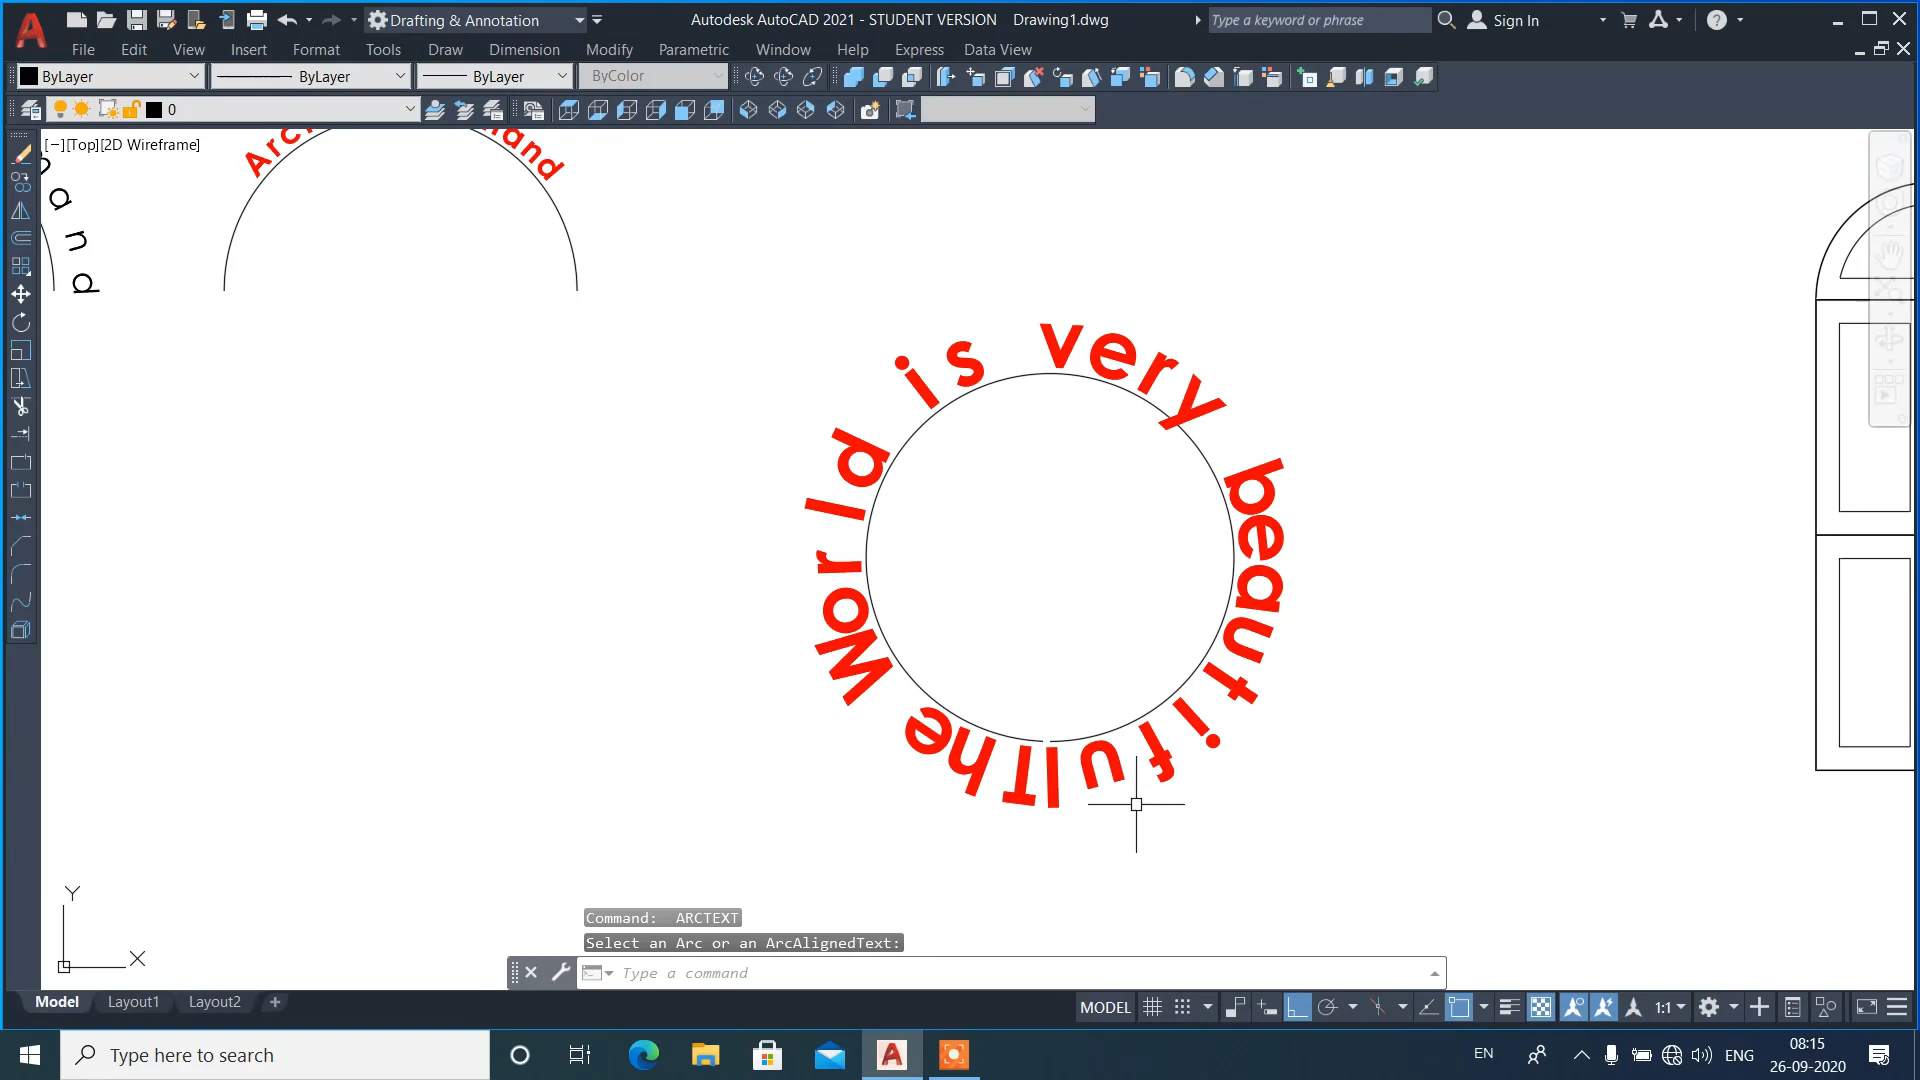 Drafting & Annotation
Autodesk AutoCAD 2021 - STUDENT VERSION Drawing1.dwg
Type a keyword or phrase
Sign In
File Edit View Insert Format Tools Draw Dimension Modify Parametric Window Help Express Data View
ByLayer ByLayer ByLayer ByColor
0
[−][Top][2D Wireframe]
and
The World is very beautiful
Y
X
Command: ARCTEXT
Select an Arc or an ArcAlignedText:
Type a command
Model Layout1 Layout2 +
MODEL 1:1
Type here to search
EN ENG
08:15
26-09-2020